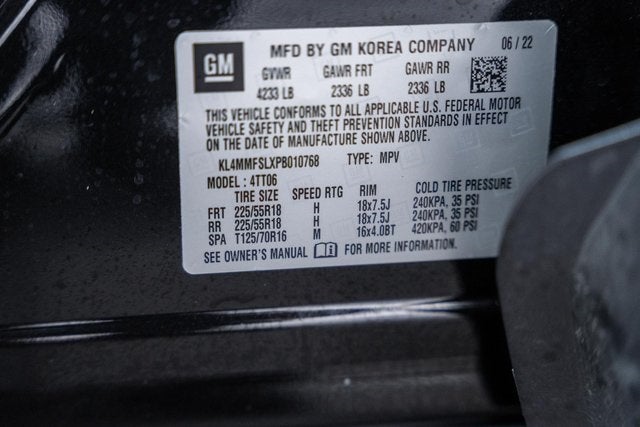 GM MFD BY GM KOREA COMPANY 06/22
GVWR GAWR FRT GAWR RR
4233 LB 2336 LB 2336 LB
THIS VEHICLE CONFORMS TO ALL APPLICABLE U.S. FEDERAL MOTOR
VEHICLE SAFETY AND THEFT PREVENTION STANDARDS IN EFFECT
ON THE DATE OF MANUFACTURE SHOWN ABOVE.
KL4MMFSLXPB010768 TYPE: MPV
MODEL: 4TT06
TIRE SIZE SPEED RTG RIM COLD TIRE PRESSURE
FRT 225/55R18 H 18x7.5J 240KPA, 35 PSI
RR 225/55R18 H 18x7.5J 240KPA, 35 PSI
SPA T125/70R16 M 16x4.0BT 420KPA, 60 PSI
SEE OWNER'S MANUAL FOR MORE INFORMATION.